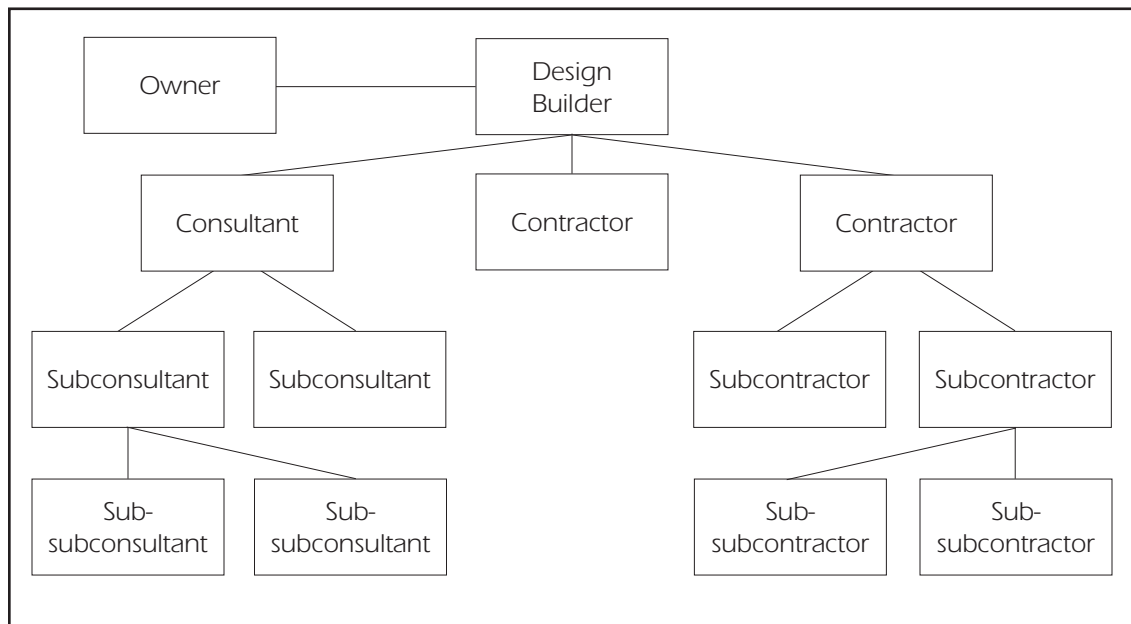 Owner
Design
Builder
Consultant
Contractor
Contractor
Subconsultant
Subconsultant
Subcontractor
Subcontractor
Sub-
subconsultant
Sub-
subconsultant
Sub-
subcontractor
Sub-
subcontractor